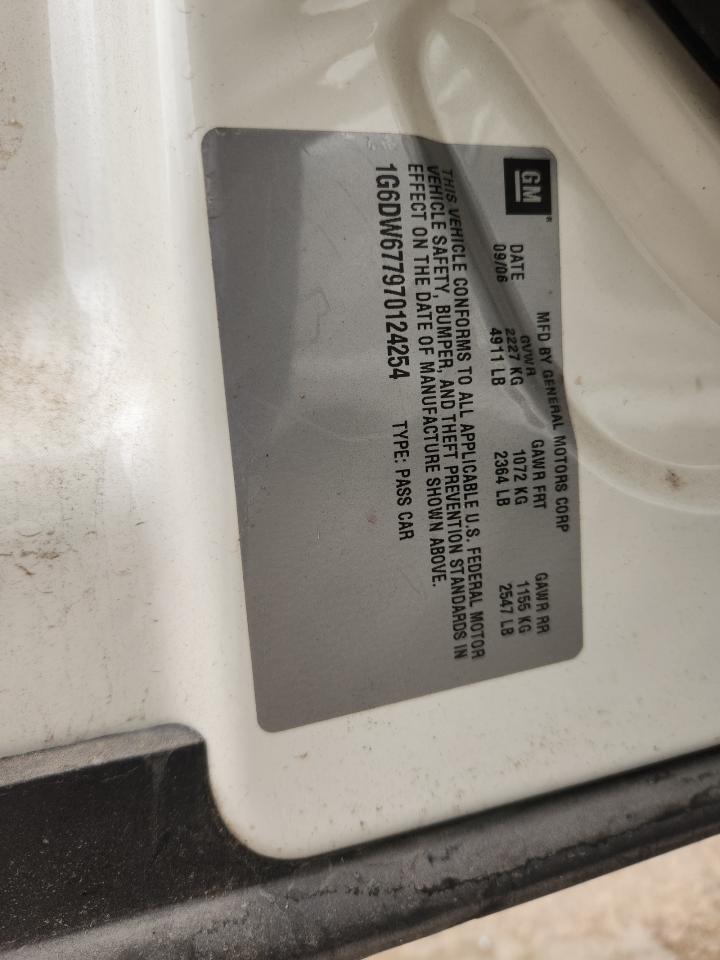 GM®
MFD BY GENERAL MOTORS CORP
DATE GVWR GAWR FRT GAWR RR
09/06 2227 KG 1072 KG 1155 KG
4911 LB 2364 LB 2547 LB
THIS VEHICLE CONFORMS TO ALL APPLICABLE U.S. FEDERAL MOTOR
VEHICLE SAFETY, BUMPER, AND THEFT PREVENTION STANDARDS IN
EFFECT ON THE DATE OF MANUFACTURE SHOWN ABOVE.
1G6DW677970124254 TYPE: PASS CAR